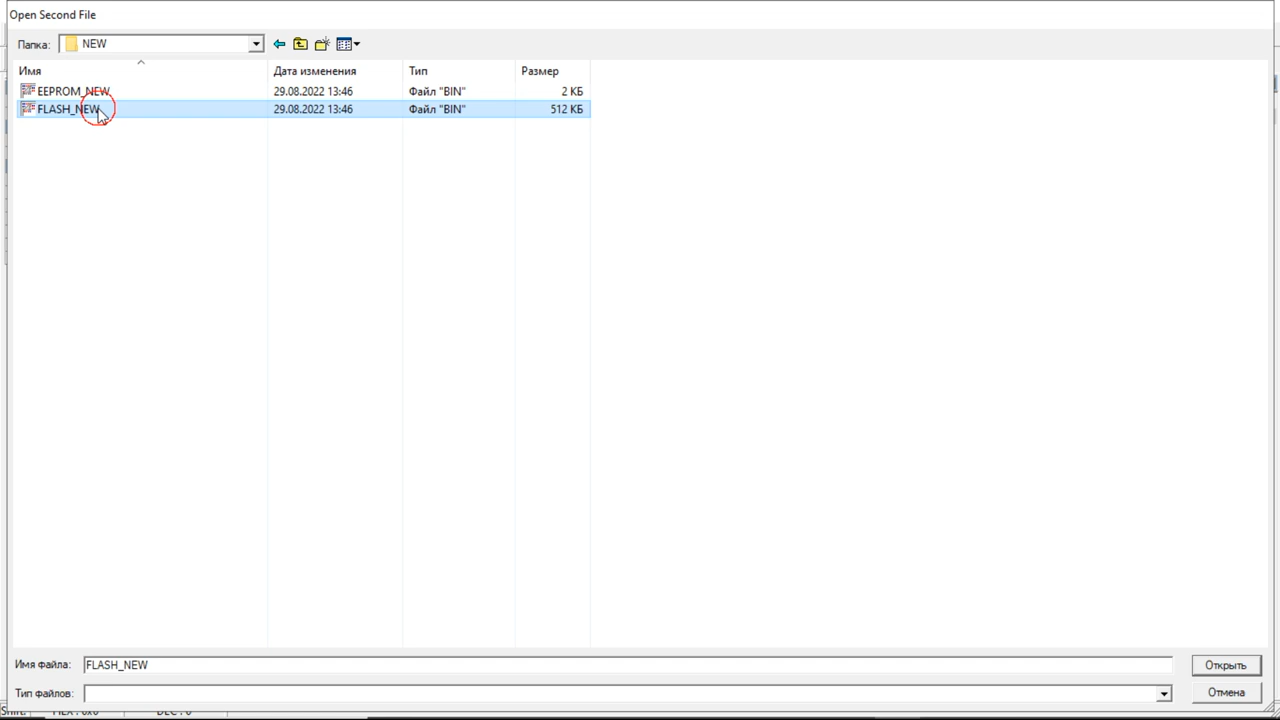 Open Second File
Папка: NEW
Имя Дата изменения Тип Размер
EEPROM_NEW 29.08.2022 13:46 Файл "BIN" 2 КБ
FLASH_NEW 29.08.2022 13:46 Файл "BIN" 512 КБ
Имя файла: FLASH_NEW Открыть
Тип файлов: Отмена